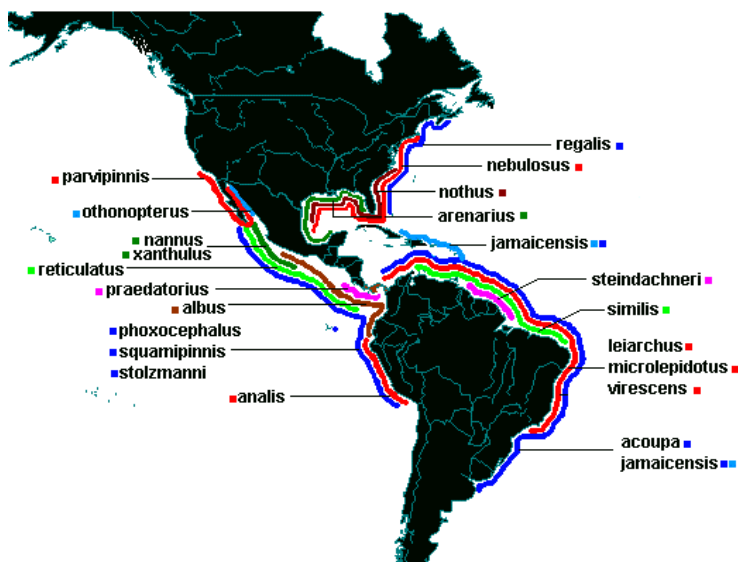 parvipinnis
othonopterus
nannus
xanthulus
reticulatus
praedatorius
albus
phoxocephalus
squamipinnis
stolzmanni
analis
regalis
nebulosus
nothus
arenarius
jamaicensis
steindachneri
similis
leiarchus
microlepidotus
virescens
acoupa
jamaicensis